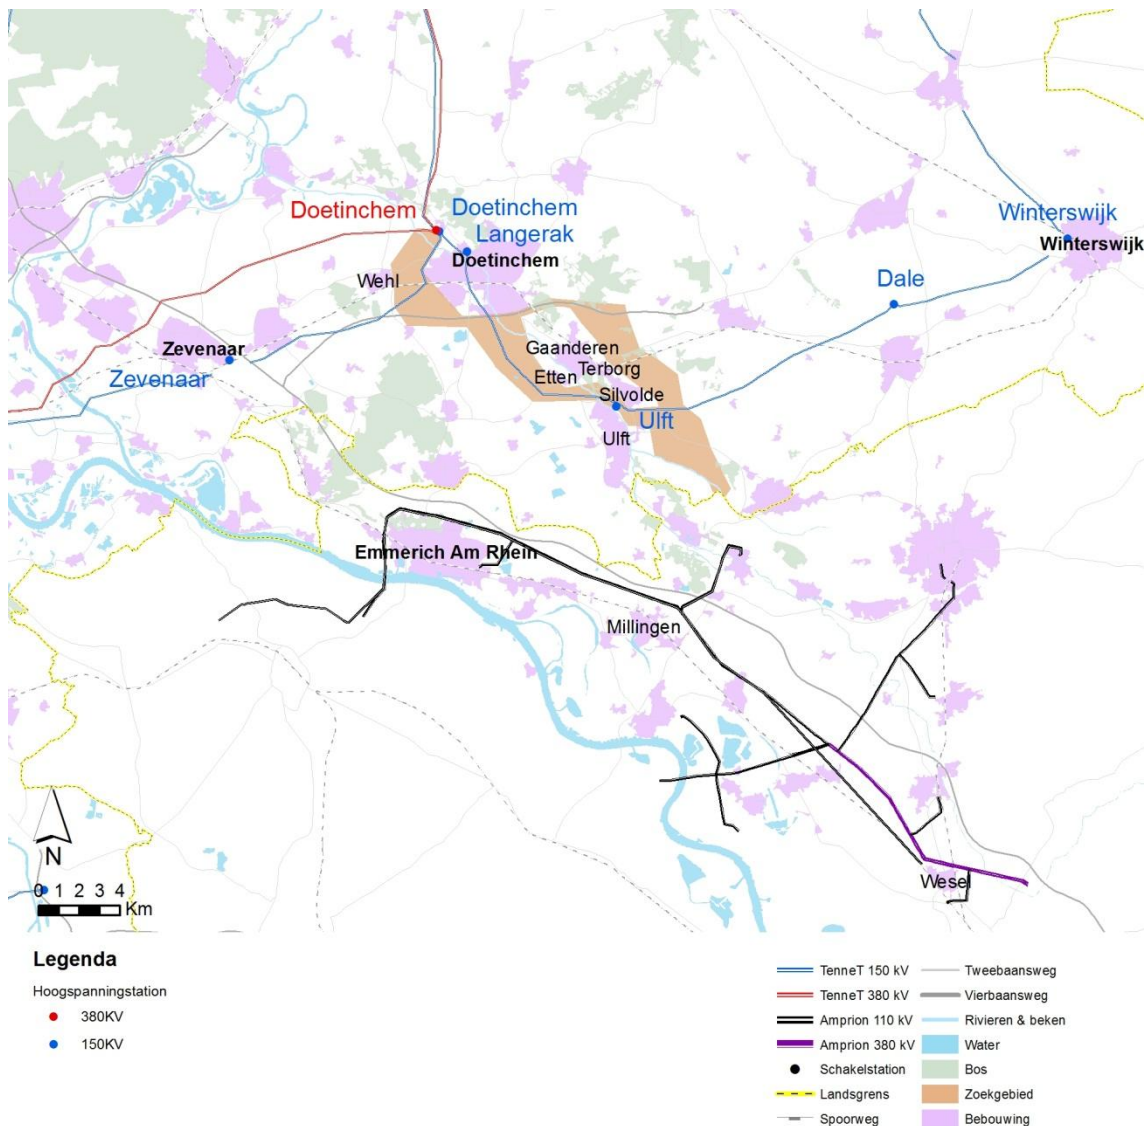 Doetinchem
Doetinchem
Langerak
Doetinchem
Winterswijk
Winterswijk
Wehl
Dale
Zevenaar
Zevenaar
Gaanderen
Terborg
Etten
Silvolde
Ulft
Ulft
Emmerich Am Rhein
Millingen
Wesel
N
0 1 2 3 4
Km
Legenda
Hoogspanningstation
380KV
150KV
TenneT 150 kV
TenneT 380 kV
Amprion 110 kV
Amprion 380 kV
Schakelstation
Landsgrens
Spoorweg
Tweebaansweg
Vierbaansweg
Rivieren & beken
Water
Bos
Zoekgebied
Bebouwing